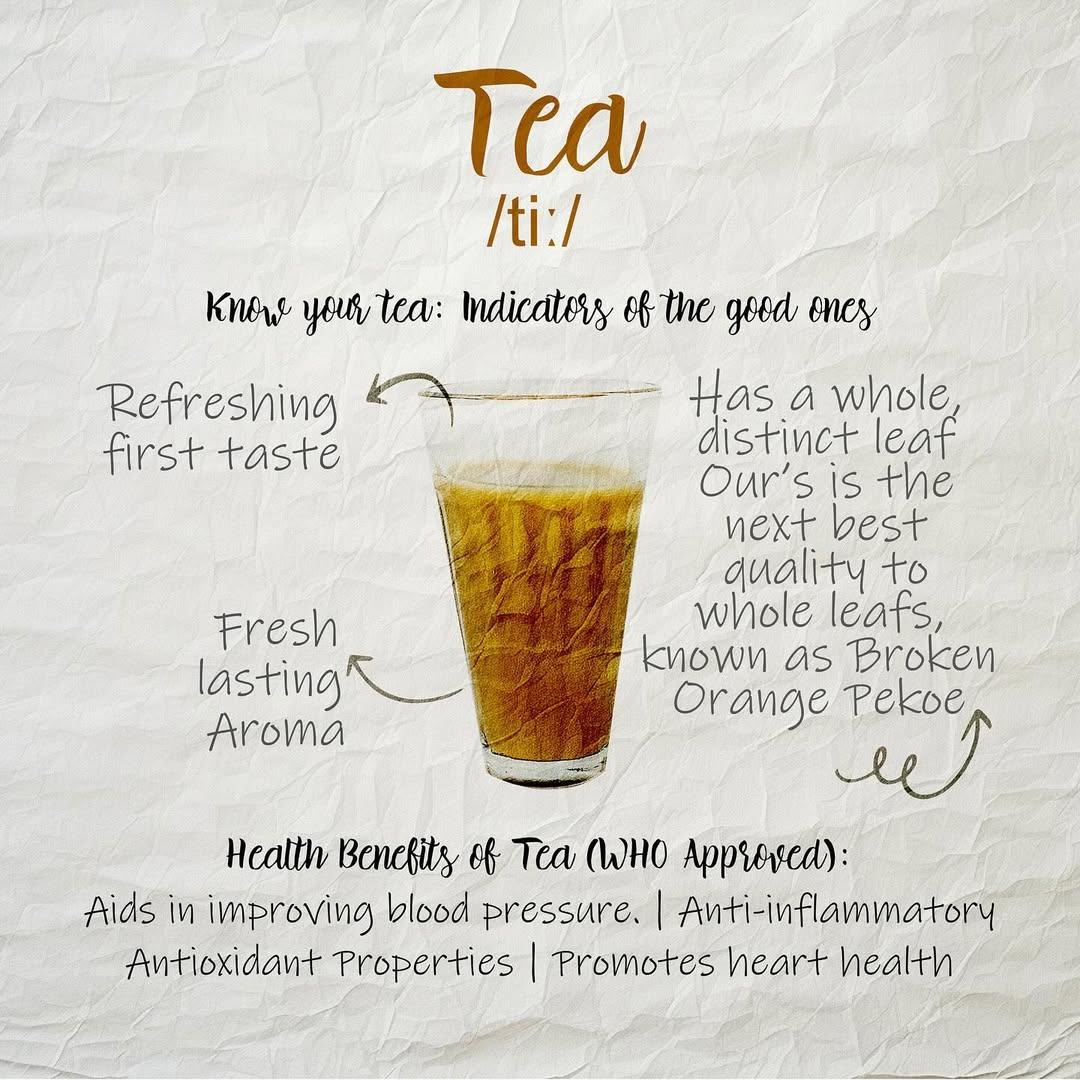 Tea
/ti:/
Know your tea: Indicators of the good ones
Refreshing
first taste
Has a whole,
distinct leaf
Our's is the
next best
quality to
whole leafs,
known as Broken
Orange Pekoe
Fresh
lasting
Aroma
Health Benefits of Tea (WHO Approved):
Aids in improving blood pressure. | Anti-inflammatory
Antioxidant Properties | Promotes heart health